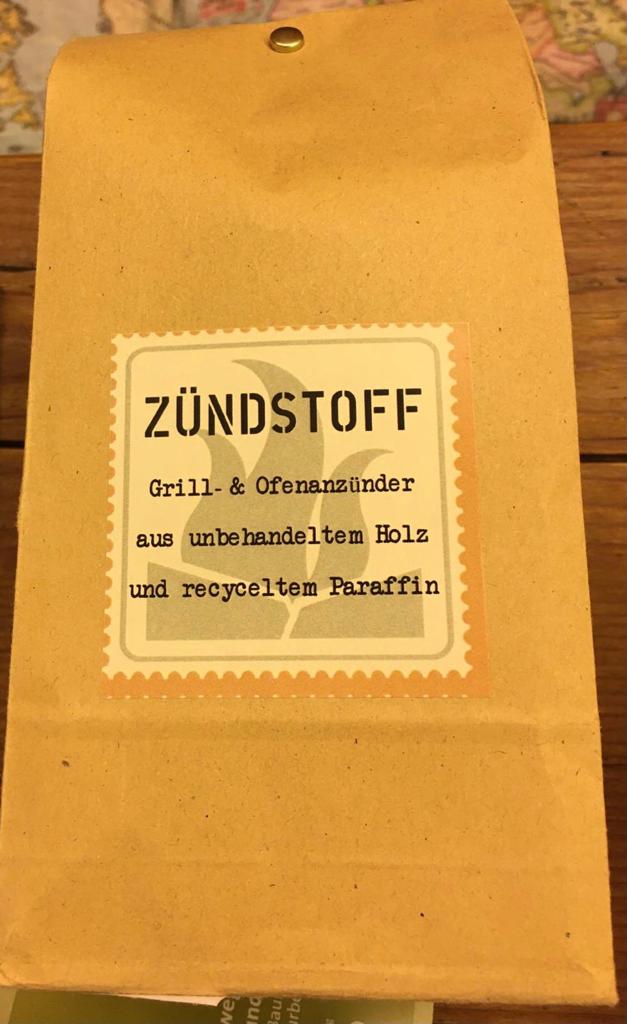 ZÜNDSTOFF
Grill- & Ofenanzünder
aus unbehandeltem Holz
und recyceltem Paraffin